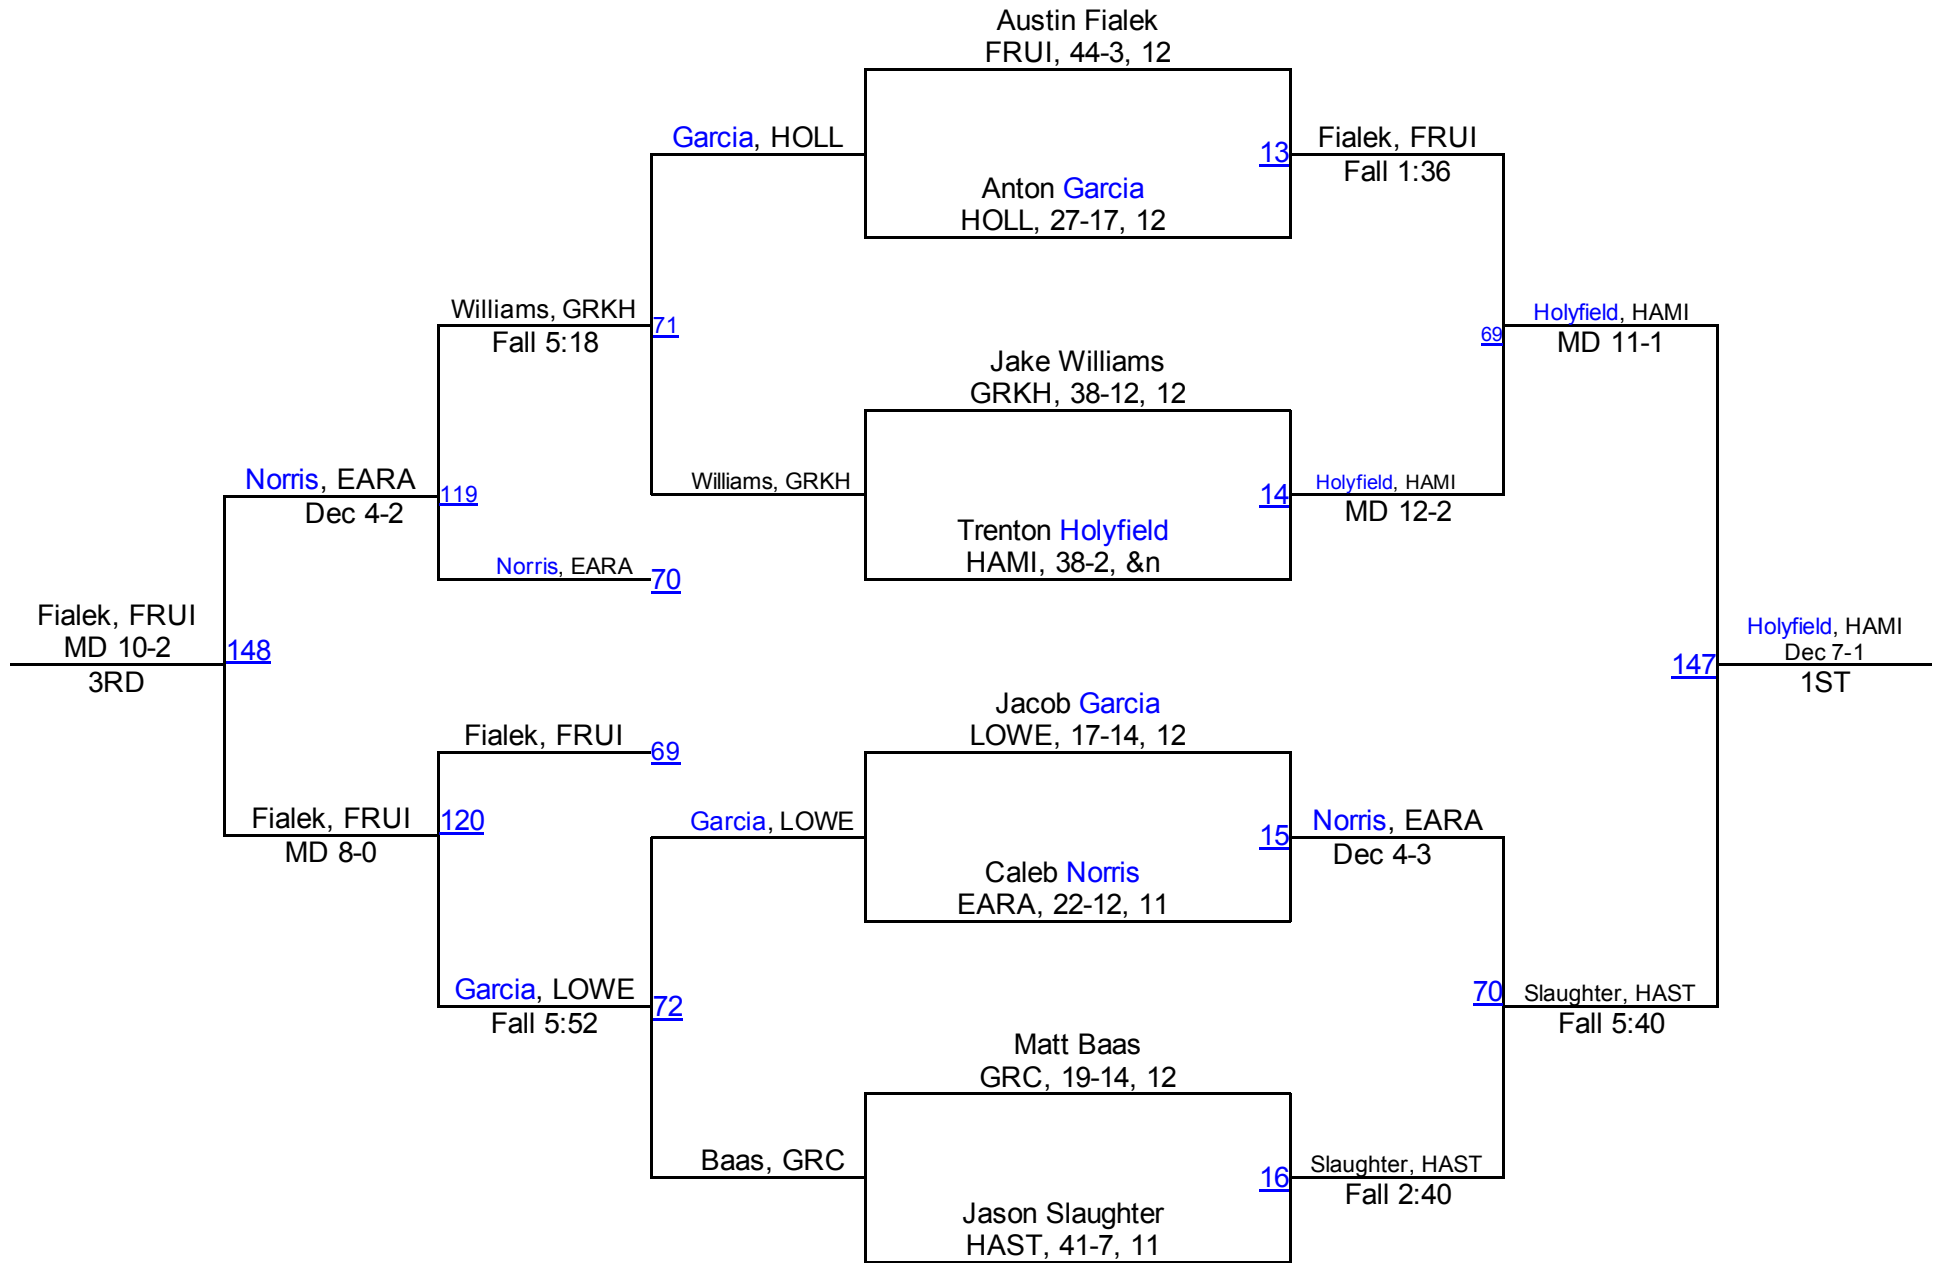 Austin Fialek
FRUI, 44-3, 12
Garcia, HOLL
13
Fialek, FRUI
Fall 1:36
Anton Garcia
HOLL, 27-17, 12
Williams, GRKH
Fall 5:18
71
69
Holyfield, HAMI
MD 11-1
Jake Williams
GRKH, 38-12, 12
Norris, EARA
Dec 4-2
119
Williams, GRKH
14
Holyfield, HAMI
MD 12-2
Trenton Holyfield
HAMI, 38-2, &n
Norris, EARA
70
Fialek, FRUI
MD 10-2
3RD
148
147
Holyfield, HAMI
Dec 7-1
1ST
Jacob Garcia
LOWE, 17-14, 12
Fialek, FRUI
69
Fialek, FRUI
MD 8-0
120
Garcia, LOWE
15
Norris, EARA
Dec 4-3
Caleb Norris
EARA, 22-12, 11
Garcia, LOWE
Fall 5:52
72
70
Slaughter, HAST
Fall 5:40
Matt Baas
GRC, 19-14, 12
Baas, GRC
16
Slaughter, HAST
Fall 2:40
Jason Slaughter
HAST, 41-7, 11